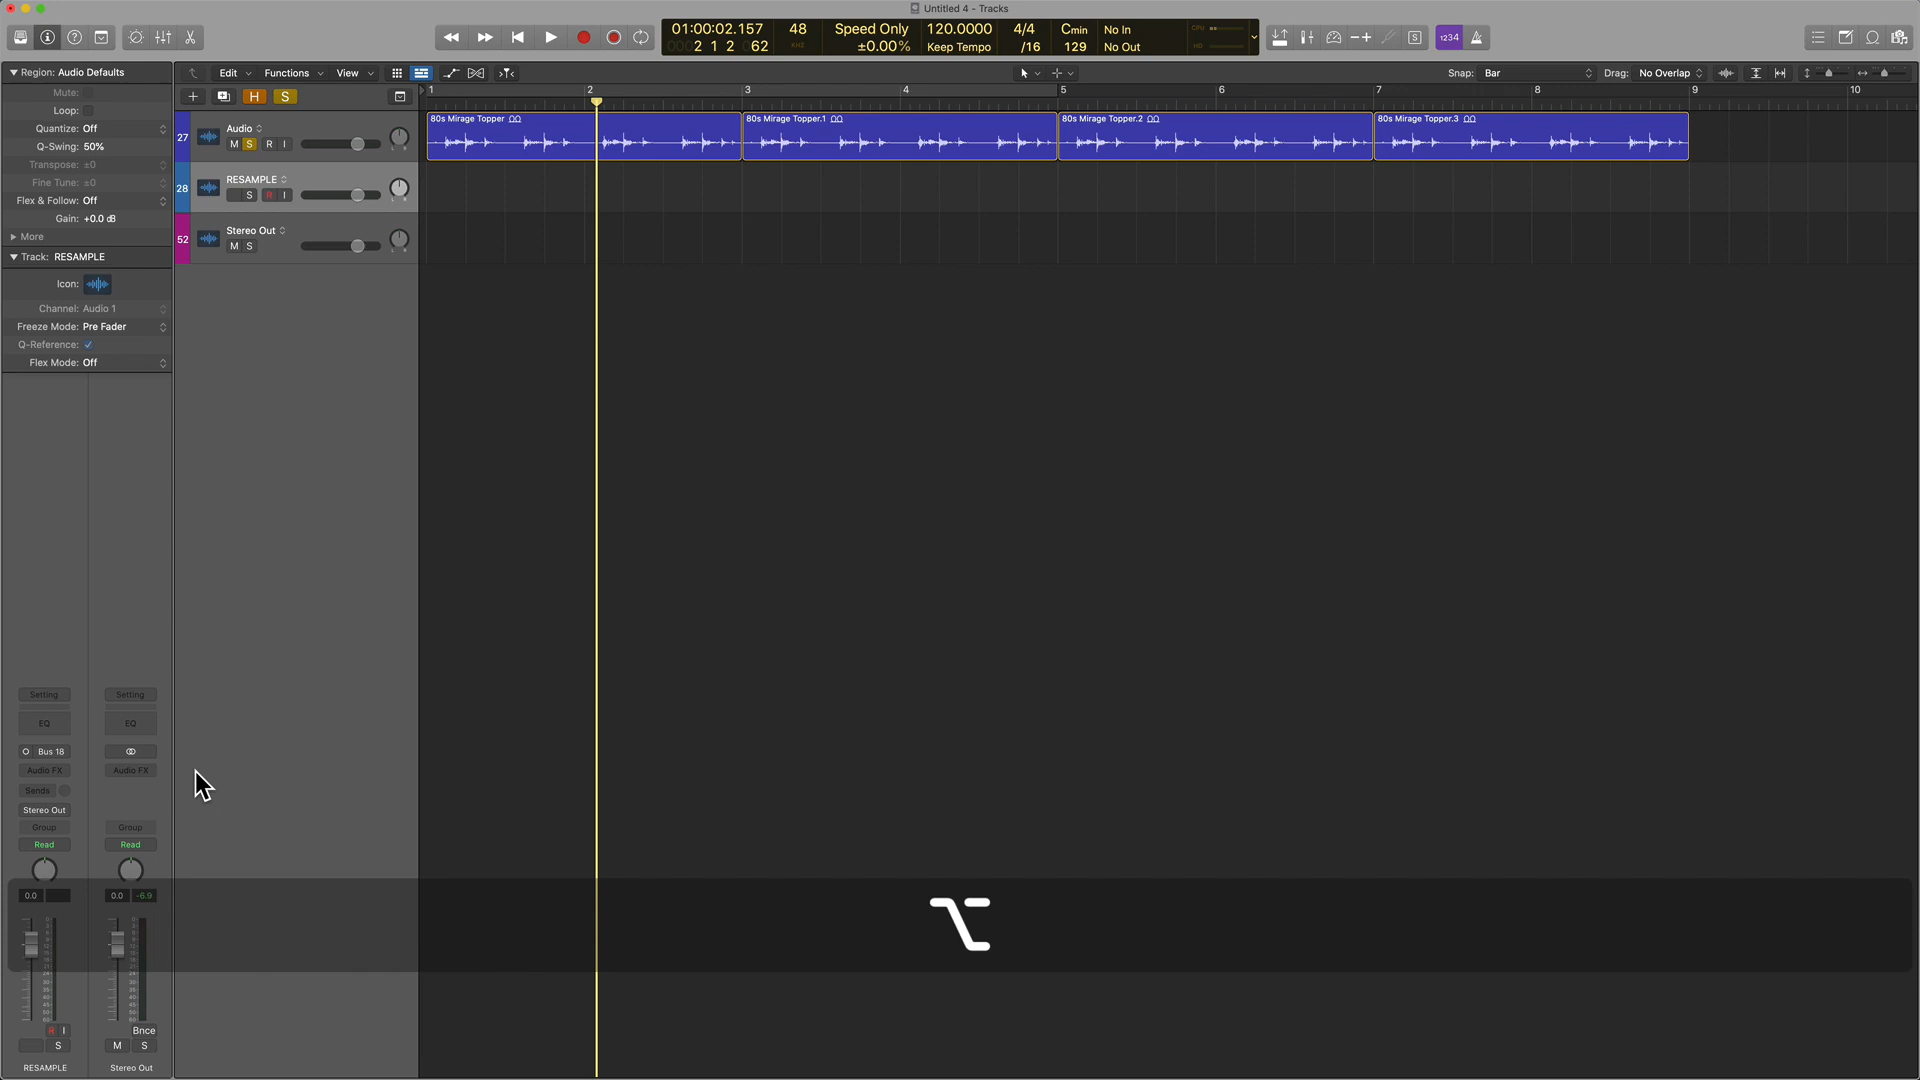 Untitled 4 - Tracks
01:00:02.157
2 1 2 62
48
KHZ
Speed Only
±0.00%
120.0000
Keep Tempo
4/4
/16
Cmin
129
No In
No Out
CPU
HD
1234
Region: Audio Defaults
Mute:
Loop:
Quantize: Off
Q-Swing: 50%
Transpose: ±0
Fine Tune: ±0
Flex & Follow: Off
Gain: +0.0 dB
More
Track: RESAMPLE
Icon:
Channel: Audio 1
Freeze Mode: Pre Fader
Q-Reference:
Flex Mode: Off
Edit
Functions
View
Snap: Bar
Drag: No Overlap
H
S
1
2
3
4
5
6
7
8
9
10
27
Audio
M S R I
28
RESAMPLE
S R I
52
Stereo Out
M S
80s Mirage Topper
80s Mirage Topper.1
80s Mirage Topper.2
80s Mirage Topper.3
Setting
Setting
EQ
EQ
Bus 18
Audio FX
Audio FX
Sends
Stereo Out
Group
Group
Read
Read
0.0
0.0
-6.9
R I
Bnce
S
M S
RESAMPLE
Stereo Out